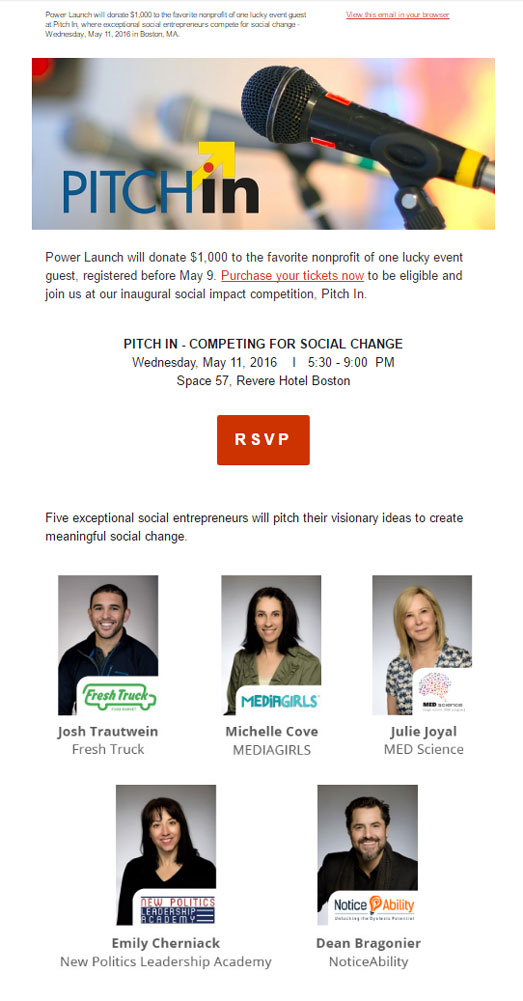 Power Launch will donate $1,000 to the favorite nonprofit of one lucky event guest
at Pitch In, where exceptional social entrepreneurs compete for social change -
Wednesday, May 11, 2016 in Boston, MA.
View this email in your browser
PITCH in
Power Launch will donate $1,000 to the favorite nonprofit of one lucky event
guest, registered before May 9. Purchase your tickets now to be eligible and
join us at our inaugural social impact competition, Pitch In.
PITCH IN - COMPETING FOR SOCIAL CHANGE
Wednesday, May 11, 2016 I 5:30 - 9:00 PM
Space 57, Revere Hotel Boston
RSVP
Five exceptional social entrepreneurs will pitch their visionary ideas to create
meaningful social change.
Fresh Truck
MEDIAGIRLS
MED SCIENCE
Josh Trautwein
Fresh Truck
Michelle Cove
MEDIAGIRLS
Julie Joyal
MED Science
NEW POLITICS
LEADERSHIP
ACADEMY
Notice Ability
Unlocking the Dyslexic Potential
Emily Cherniack
New Politics Leadership Academy
Dean Bragonier
NoticeAbility